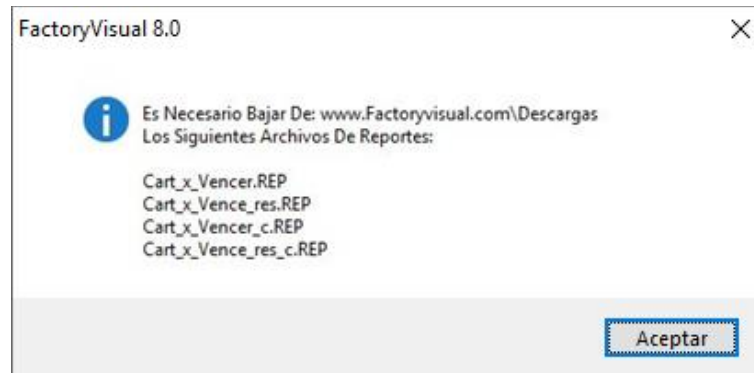 FactoryVisual 8.0
Es Necesario Bajar De: www.Factoryvisual.com\Descargas
Los Siguientes Archivos De Reportes:
Cart_x_Vencer.REP
Cart_x_Vence_res.REP
Cart_x_Vencer_c.REP
Cart_x_Vence_res_c.REP
Aceptar